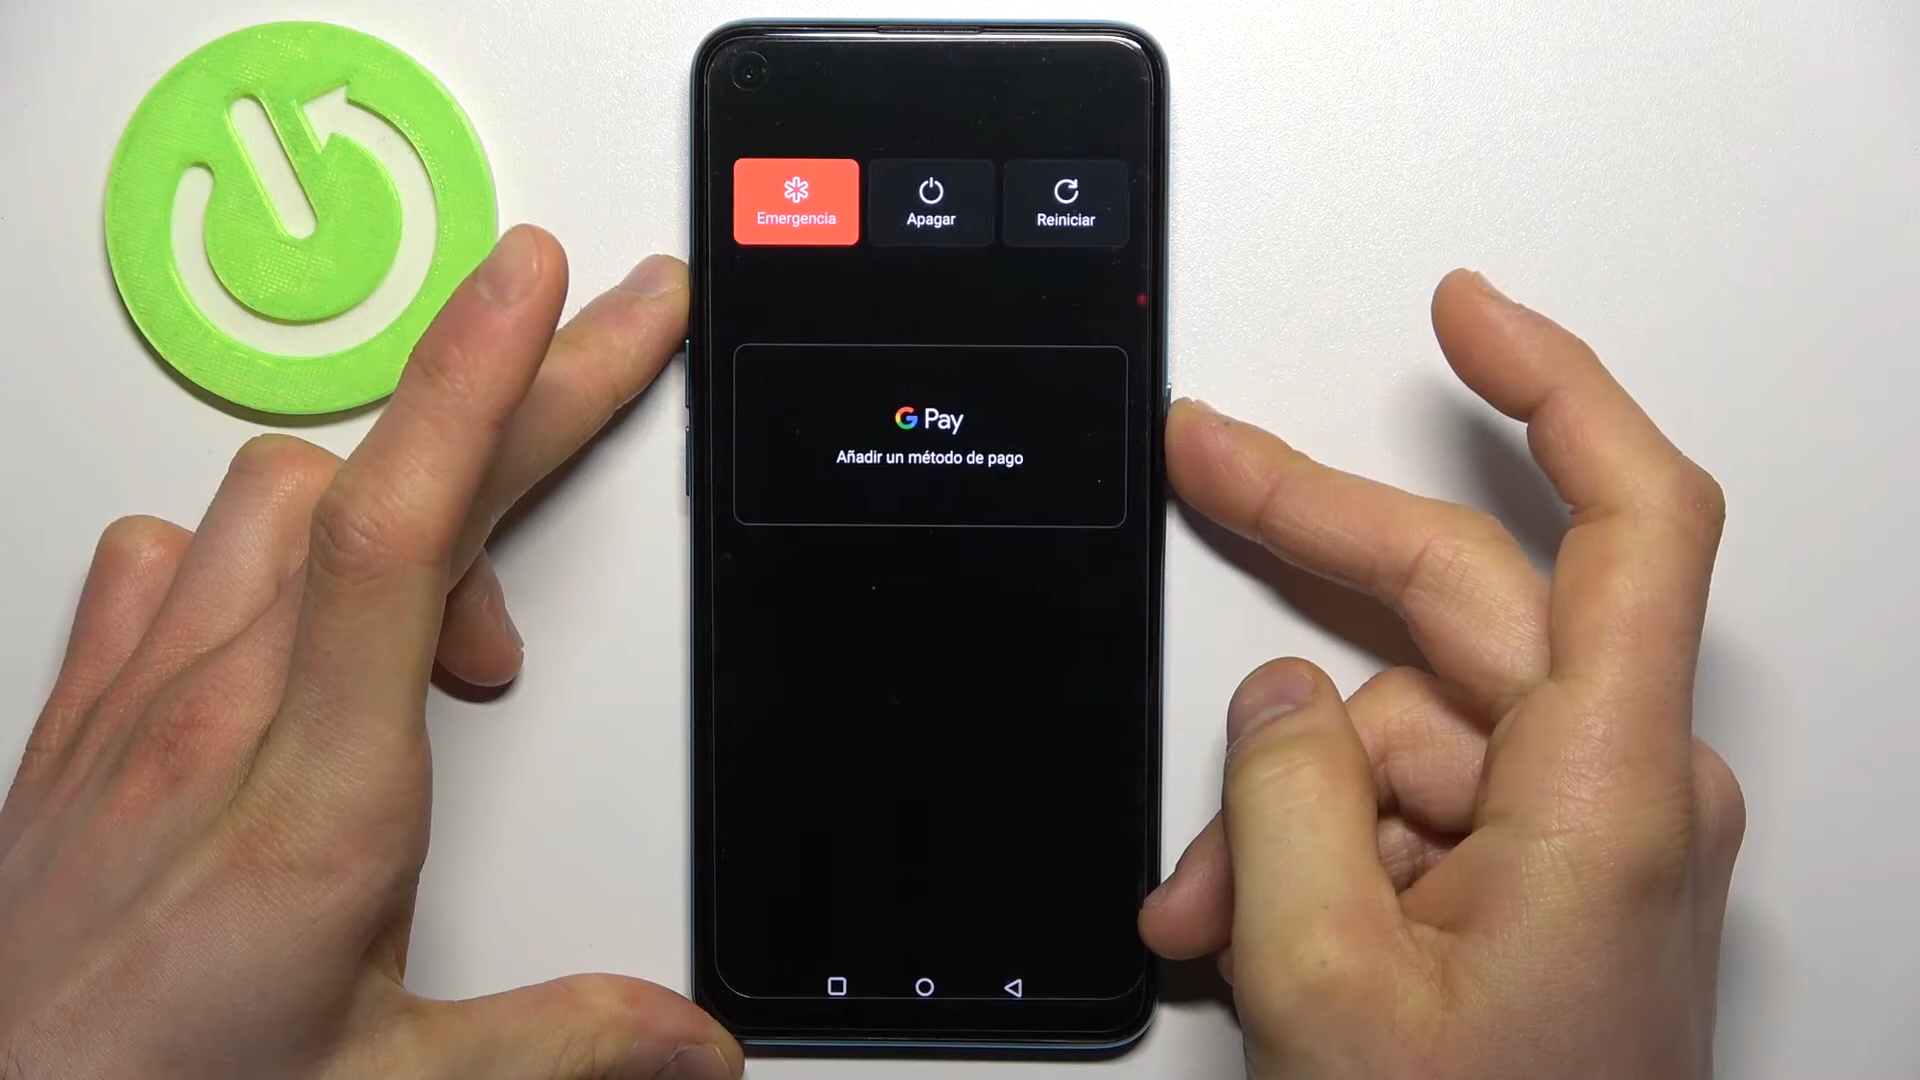 Emergencia
Apagar
Reiniciar
G Pay
Añadir un método de pago